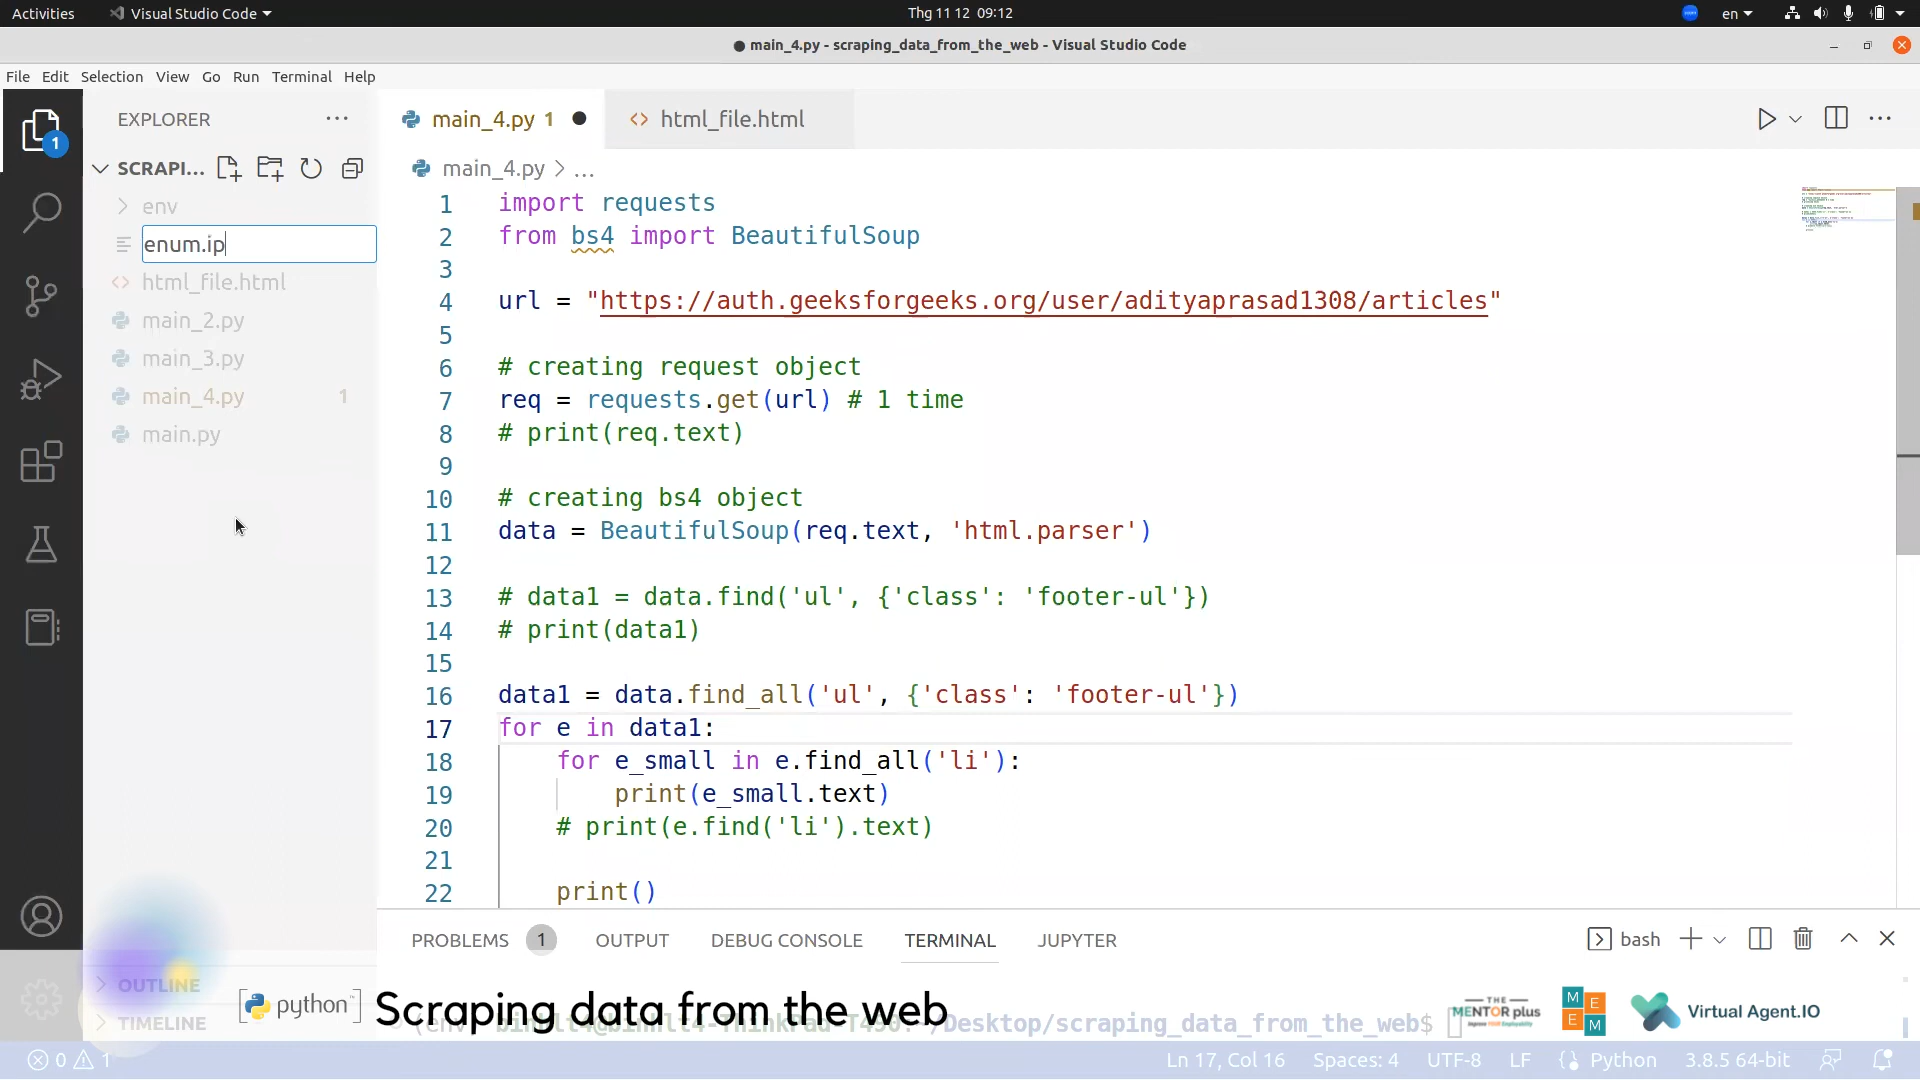 Activities
Visual Studio Code
Thg 11 12 09:12
en
● main_4.py - scraping_data_from_the_web - Visual Studio Code
File Edit Selection View Go Run Terminal Help
1
EXPLORER
main_4.py 1
html_file.html
SCRAPI...
main_4.py > ...
env
enum.ip
html_file.html
main_2.py
main_3.py
main_4.py 1
main.py
1 import requests
2 from bs4 import BeautifulSoup
3
4 url = "https://auth.geeksforgeeks.org/user/adityaprasad1308/articles"
5
6 # creating request object
7 req = requests.get(url) # 1 time
8 # print(req.text)
9
10 # creating bs4 object
11 data = BeautifulSoup(req.text, 'html.parser')
12
13 # data1 = data.find('ul', {'class': 'footer-ul'})
14 # print(data1)
15
16 data1 = data.find_all('ul', {'class': 'footer-ul'})
17 for e in data1:
18 for e_small in e.find_all('li'):
19 print(e_small.text)
20 # print(e.find('li').text)
21
22 print()
PROBLEMS 1 OUTPUT DEBUG CONSOLE TERMINAL JUPYTER
bash
OUTLINE
TIMELINE
[python]
Scraping data from the web
Desktop/scraping_data_from_the_web$
THE MENTOR plus
M E E M
Virtual Agent.IO
0 1
Ln 17, Col 16 Spaces: 4 UTF-8 LF Python 3.8.5 64-bit